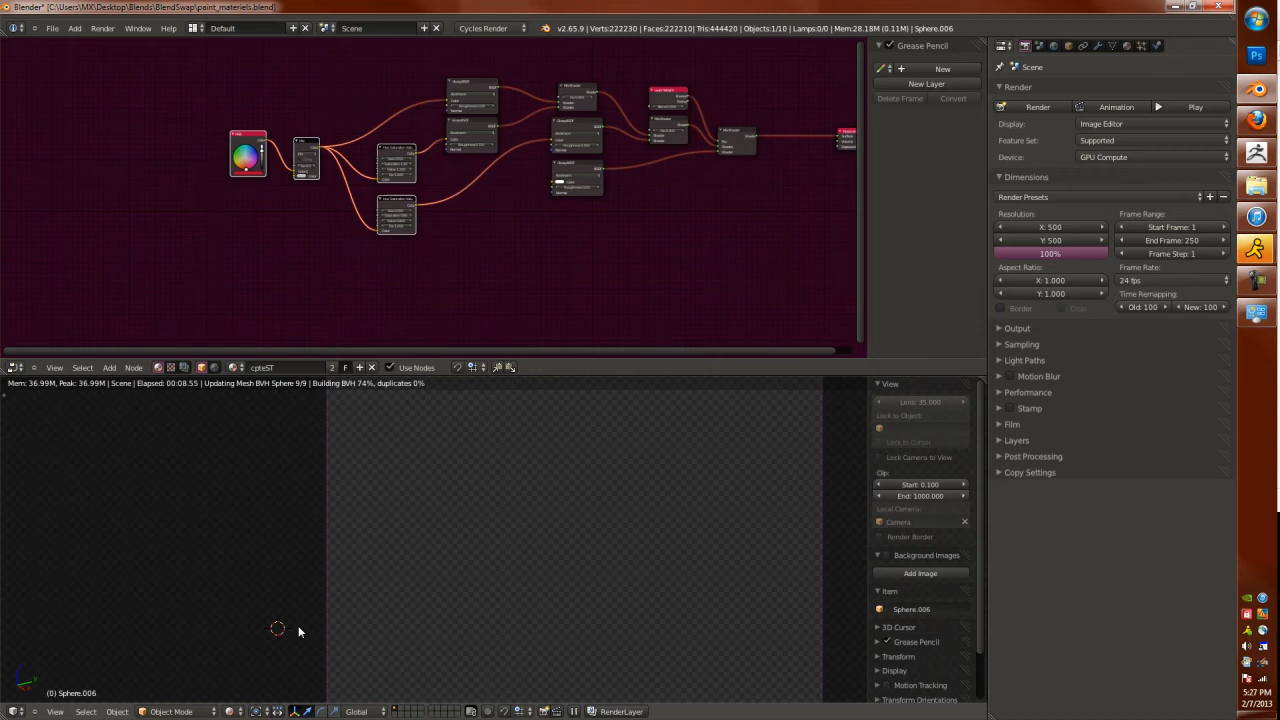 Blender* [C:\Users\MX\Desktop\Blends\BlendSwap\paint_materiels.blend]
File Add Render Window Help Default Scene Cycles Render v2.65.9 | Verts:222230 | Faces:222210 | Tris:444420 | Objects:1/10 | Lamps:0/0 | Mem:28.18M (0.11M) | Sphere.006
Grease Pencil
New
New Layer
Delete Frame Convert
Scene
Render
Render Animation Play
Display: Image Editor
Feature Set: Supported
Device: GPU Compute
Dimensions
Render Presets
Resolution: Frame Range:
X: 500 Start Frame: 1
Y: 500 End Frame: 250
100% Frame Step: 1
Aspect Ratio: Frame Rate:
X: 1.000 24 fps
Y: 1.000 Time Remapping:
Border Crop Old: 100 New: 100
Output
Sampling
Light Paths
Motion Blur
Performance
Stamp
Film
Layers
Post Processing
Copy Settings
View Select Add Node cpteST 2 F Use Nodes
Mem: 36.99M, Peak: 36.99M | Scene | Elapsed: 00:08.55 | Updating Mesh BVH Sphere 9/9 | Building BVH 74%, duplicates 0%
View
Lens: 35.000
Lock to Object:
Lock to Cursor
Lock Camera to View
Clip:
Start: 0.100
End: 1000.000
Local Camera:
Camera
Render Border
Background Images
Add Image
Item
Sphere.006
3D Cursor
Grease Pencil
Transform
Display
Motion Tracking
Transform Orientations
(0) Sphere.006
View Select Object Object Mode Global RenderLayer
Ps
5:27 PM
2/7/2013